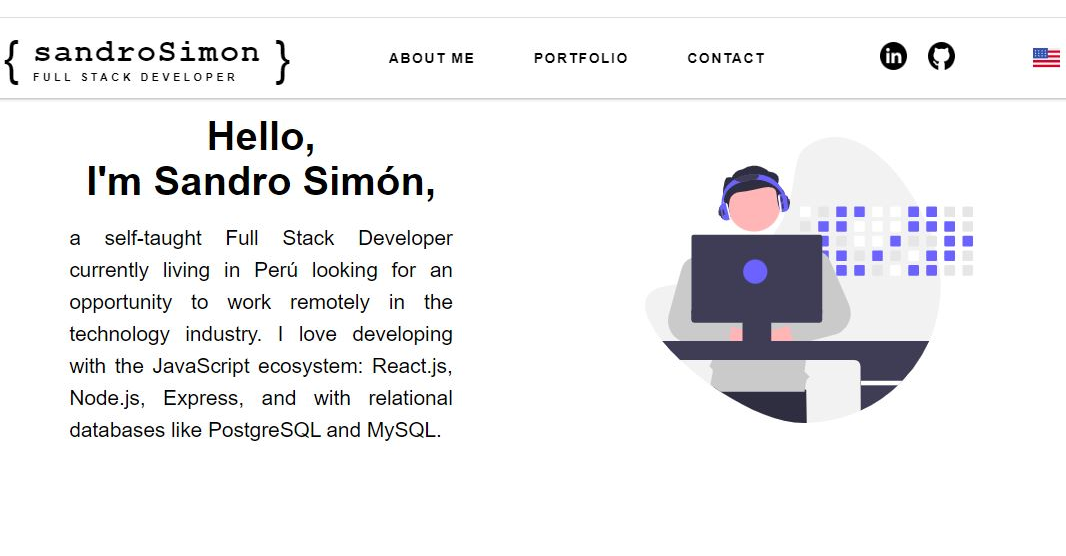 { sandroSimon }
FULL STACK DEVELOPER
ABOUT ME
PORTFOLIO
CONTACT
in
Hello,
I'm Sandro Simón,
a self-taught Full Stack Developer
currently living in Perú looking for an
opportunity to work remotely in the
technology industry. I love developing
with the JavaScript ecosystem: React.js,
Node.js, Express, and with relational
databases like PostgreSQL and MySQL.